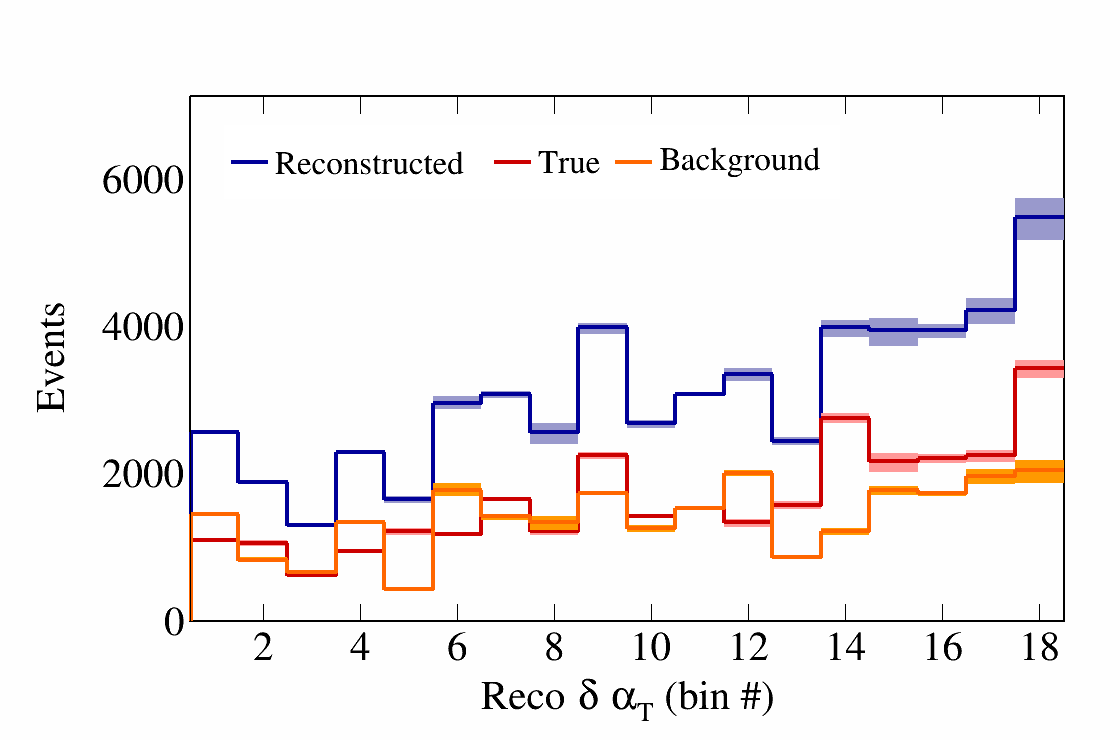 Reconstructed True Background
6000
4000
2000
0
Events
2 4 6 8 10 12 14 16 18
Reco δ α_T (bin #)